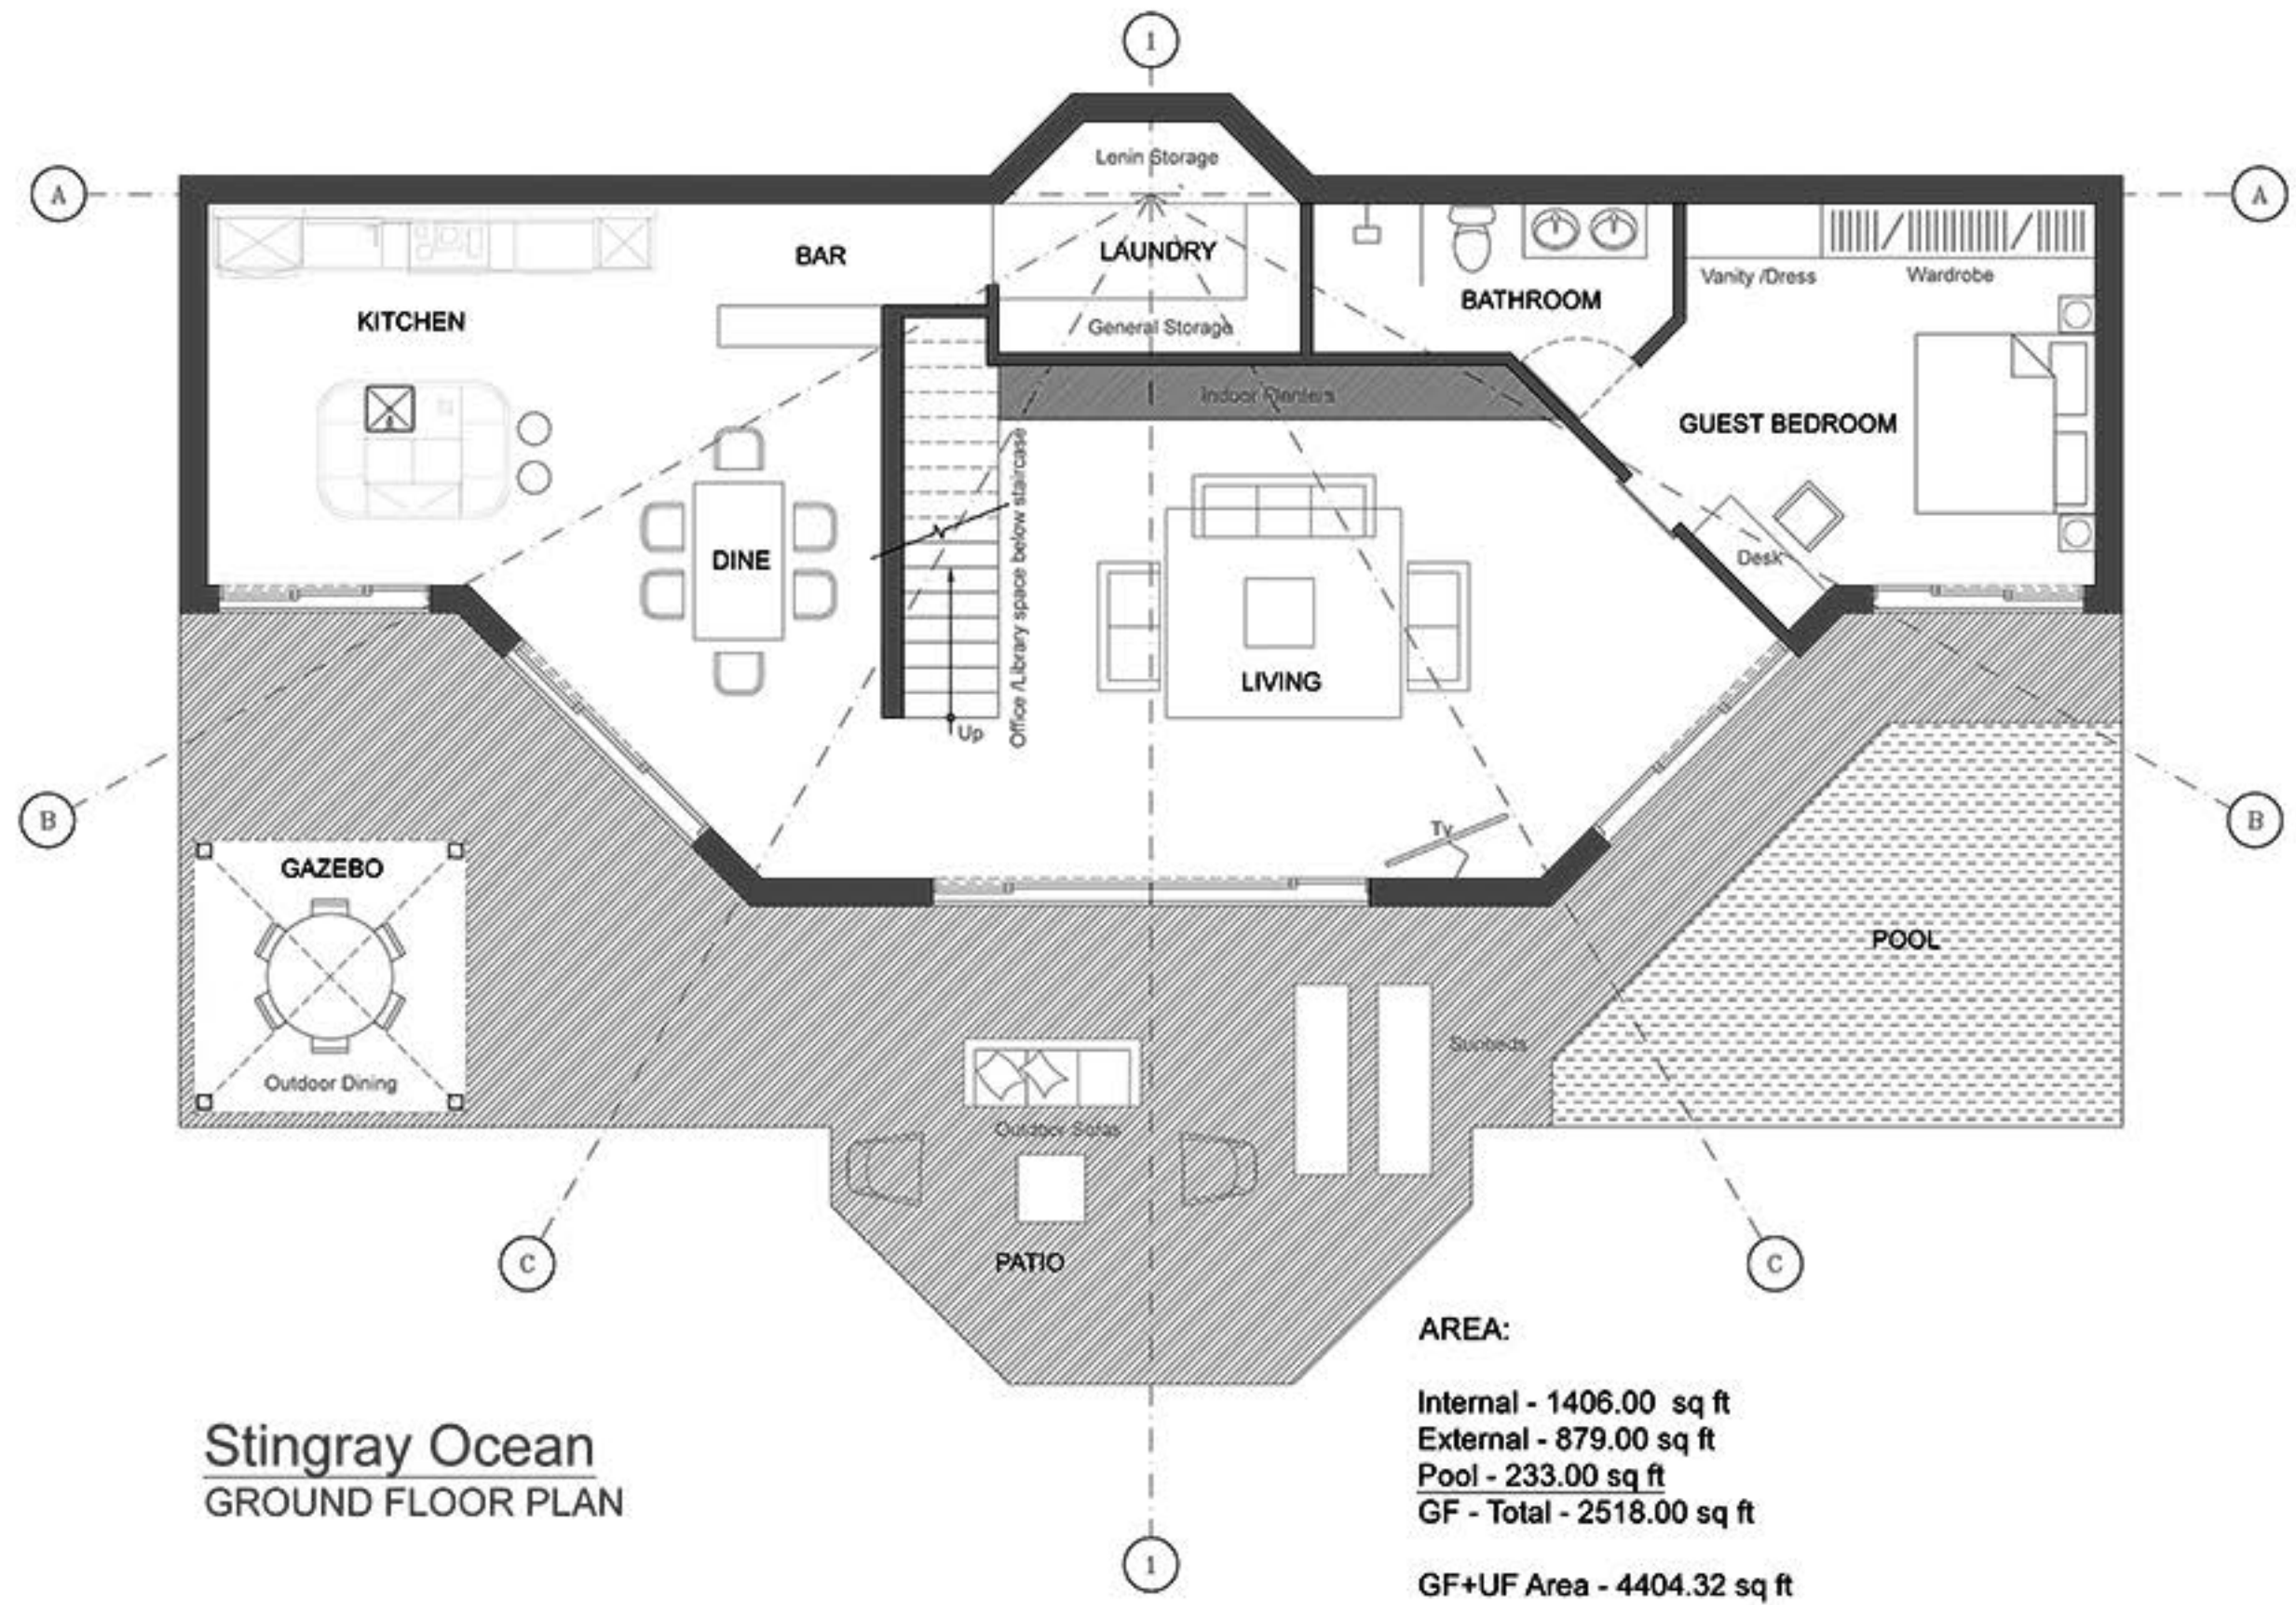 1
Lenin Storage
A
A
BAR
LAUNDRY
Vanity /Dress
Wardrobe
KITCHEN
BATHROOM
General Storage
Indoor Planters
GUEST BEDROOM
Office /Library space below staircase
DINE
Desk
LIVING
Up
B
B
Tv
GAZEBO
POOL
Sunbeds
Outdoor Dining
Outdoor Sofas
PATIO
C
C
AREA:
Internal - 1406.00 sq ft
External - 879.00 sq ft
Pool - 233.00 sq ft
GF - Total - 2518.00 sq ft
GF+UF Area - 4404.32 sq ft
Stingray Ocean
GROUND FLOOR PLAN
1